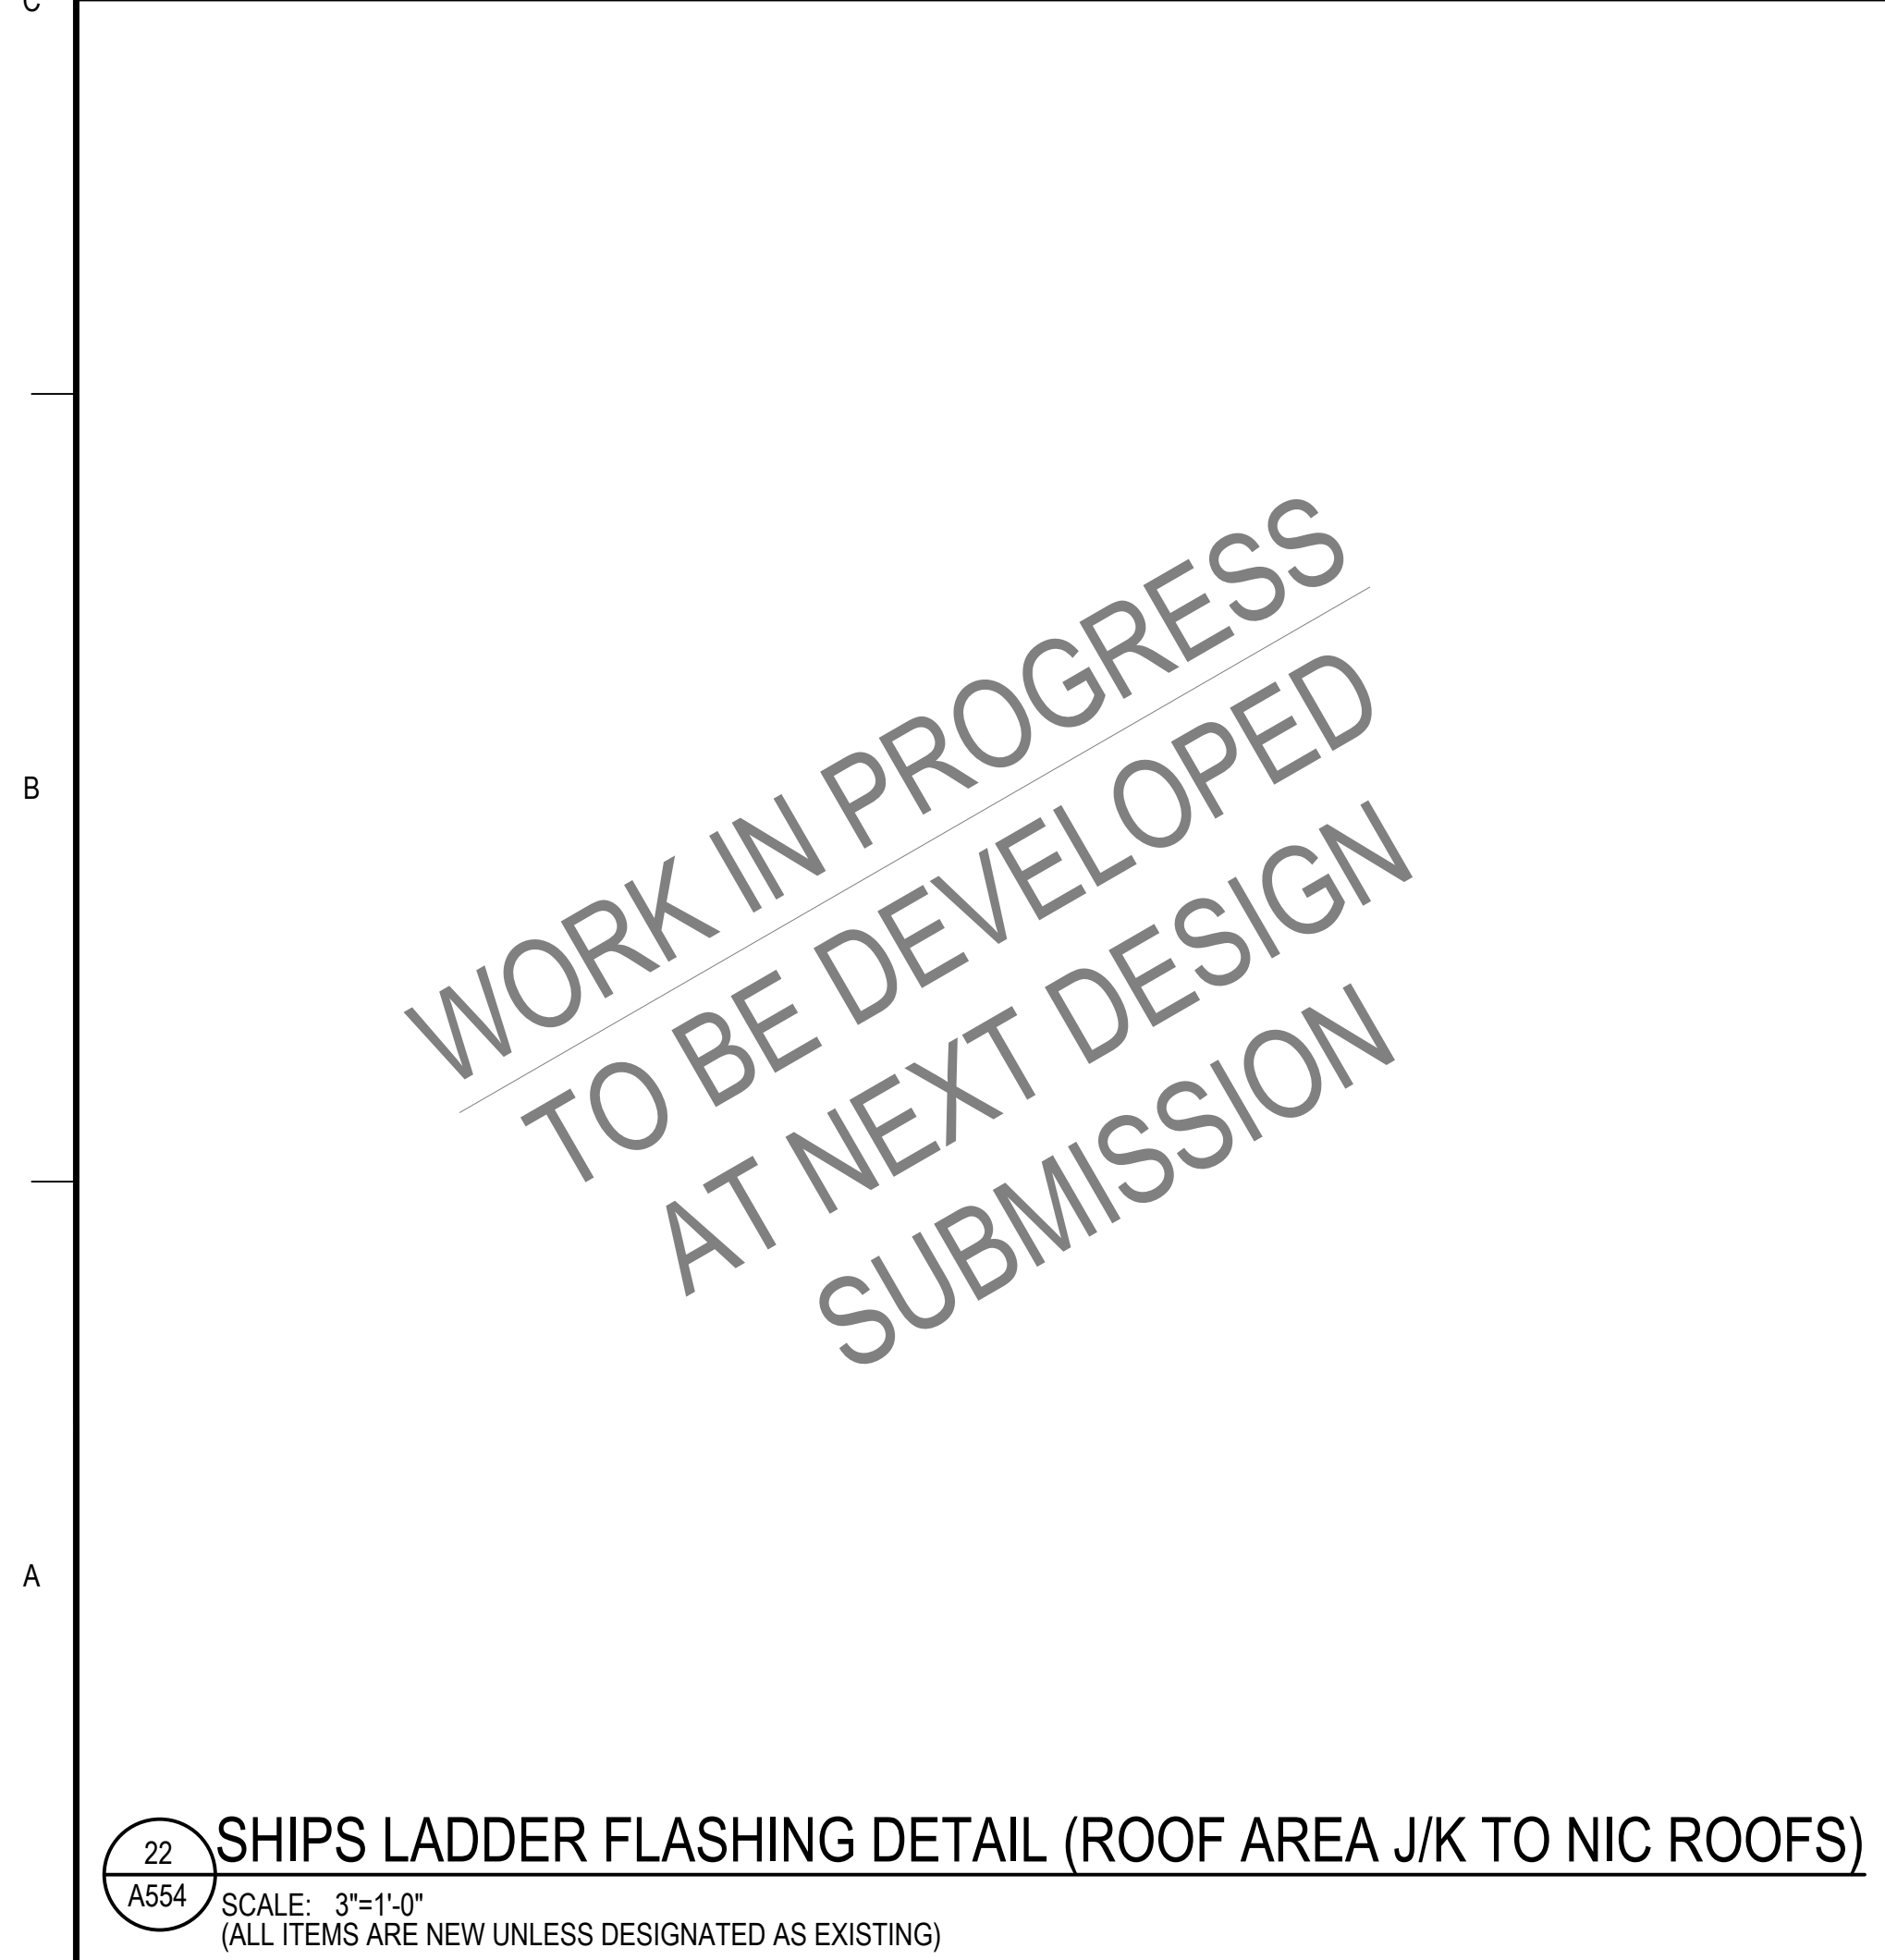 C
WORK IN PROGRESS
TO BE DEVELOPED
AT NEXT DESIGN
SUBMISSION
B
A
22
A554
SHIPS LADDER FLASHING DETAIL (ROOF AREA J/K TO NIC ROOFS)
SCALE: 3"=1'-0"
(ALL ITEMS ARE NEW UNLESS DESIGNATED AS EXISTING)